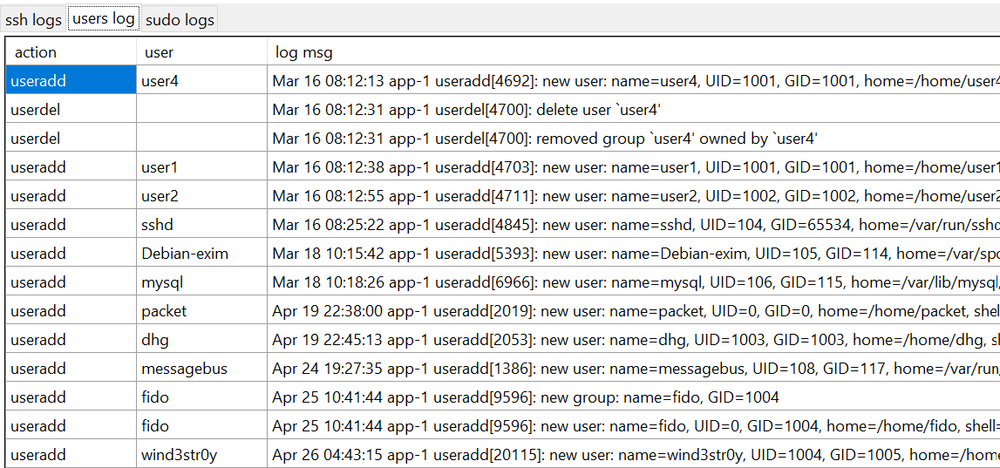 ssh logs users log sudo logs
action user log msg
useradd user4 Mar 16 08:12:13 app-1 useradd[4692]: new user: name=user4, UID=1001, GID=1001, home=/home/user4
userdel Mar 16 08:12:31 app-1 userdel[4700]: delete user `user4'
userdel Mar 16 08:12:31 app-1 userdel[4700]: removed group `user4' owned by `user4'
useradd user1 Mar 16 08:12:38 app-1 useradd[4703]: new user: name=user1, UID=1001, GID=1001, home=/home/user1
useradd user2 Mar 16 08:12:55 app-1 useradd[4711]: new user: name=user2, UID=1002, GID=1002, home=/home/user2
useradd sshd Mar 16 08:25:22 app-1 useradd[4845]: new user: name=sshd, UID=104, GID=65534, home=/var/run/sshd
useradd Debian-exim Mar 18 10:15:42 app-1 useradd[5393]: new user: name=Debian-exim, UID=105, GID=114, home=/var/spo
useradd mysql Mar 18 10:18:26 app-1 useradd[6966]: new user: name=mysql, UID=106, GID=115, home=/var/lib/mysql,
useradd packet Apr 19 22:38:00 app-1 useradd[2019]: new user: name=packet, UID=0, GID=0, home=/home/packet, shel
useradd dhg Apr 19 22:45:13 app-1 useradd[2053]: new user: name=dhg, UID=1003, GID=1003, home=/home/dhg, sh
useradd messagebus Apr 24 19:27:35 app-1 useradd[1386]: new user: name=messagebus, UID=108, GID=117, home=/var/run,
useradd fido Apr 25 10:41:44 app-1 useradd[9596]: new group: name=fido, GID=1004
useradd fido Apr 25 10:41:44 app-1 useradd[9596]: new user: name=fido, UID=0, GID=1004, home=/home/fido, shell=
useradd wind3str0y Apr 26 04:43:15 app-1 useradd[20115]: new user: name=wind3str0y, UID=1004, GID=1005, home=/home